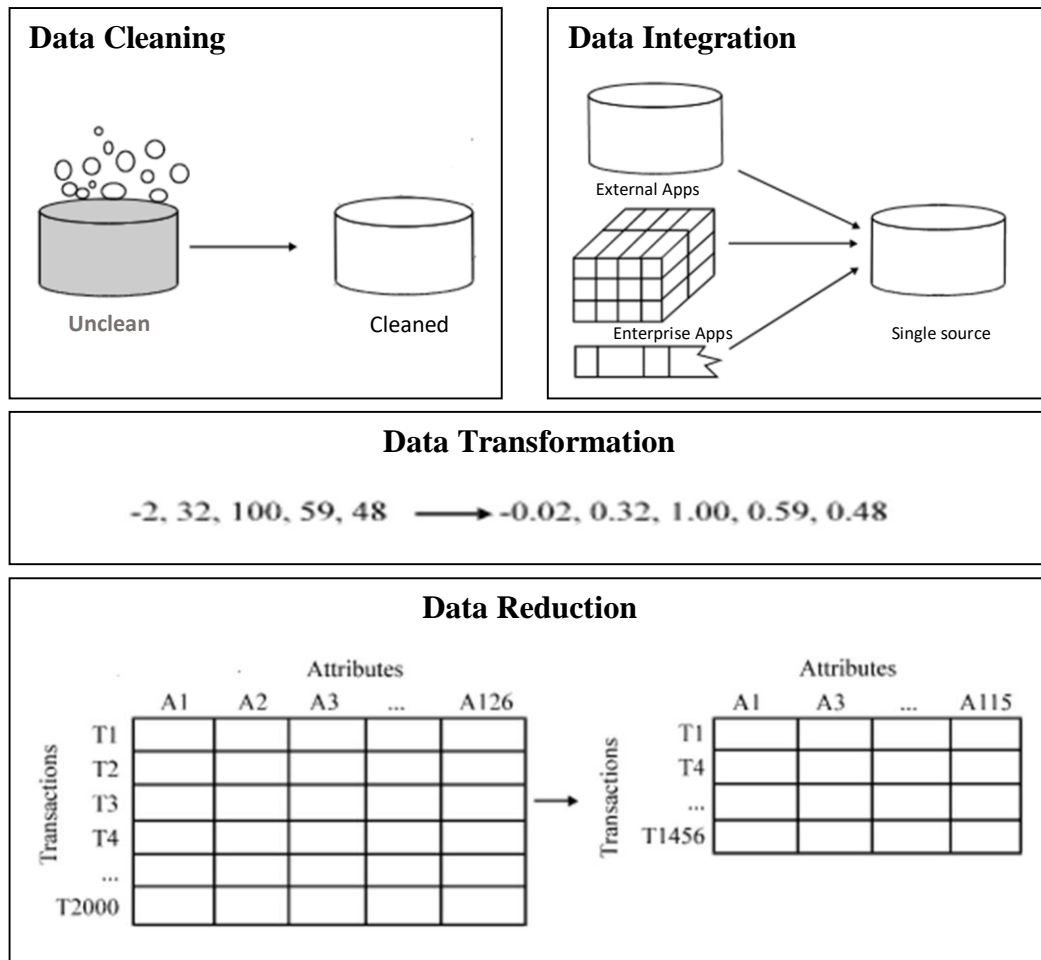 Data Cleaning
Unclean
Cleaned
Data Integration
External Apps
Enterprise Apps
Single source
Data Transformation
-2, 32, 100, 59, 48 -0.02, 0.32, 1.00, 0.59, 0.48
Data Reduction
Attributes
A1 A2 A3 ... A126
Transactions
T1
T2
T3
T4
...
T2000
Attributes
A1 A3 ... A115
Transactions
T1
T4
...
T1456